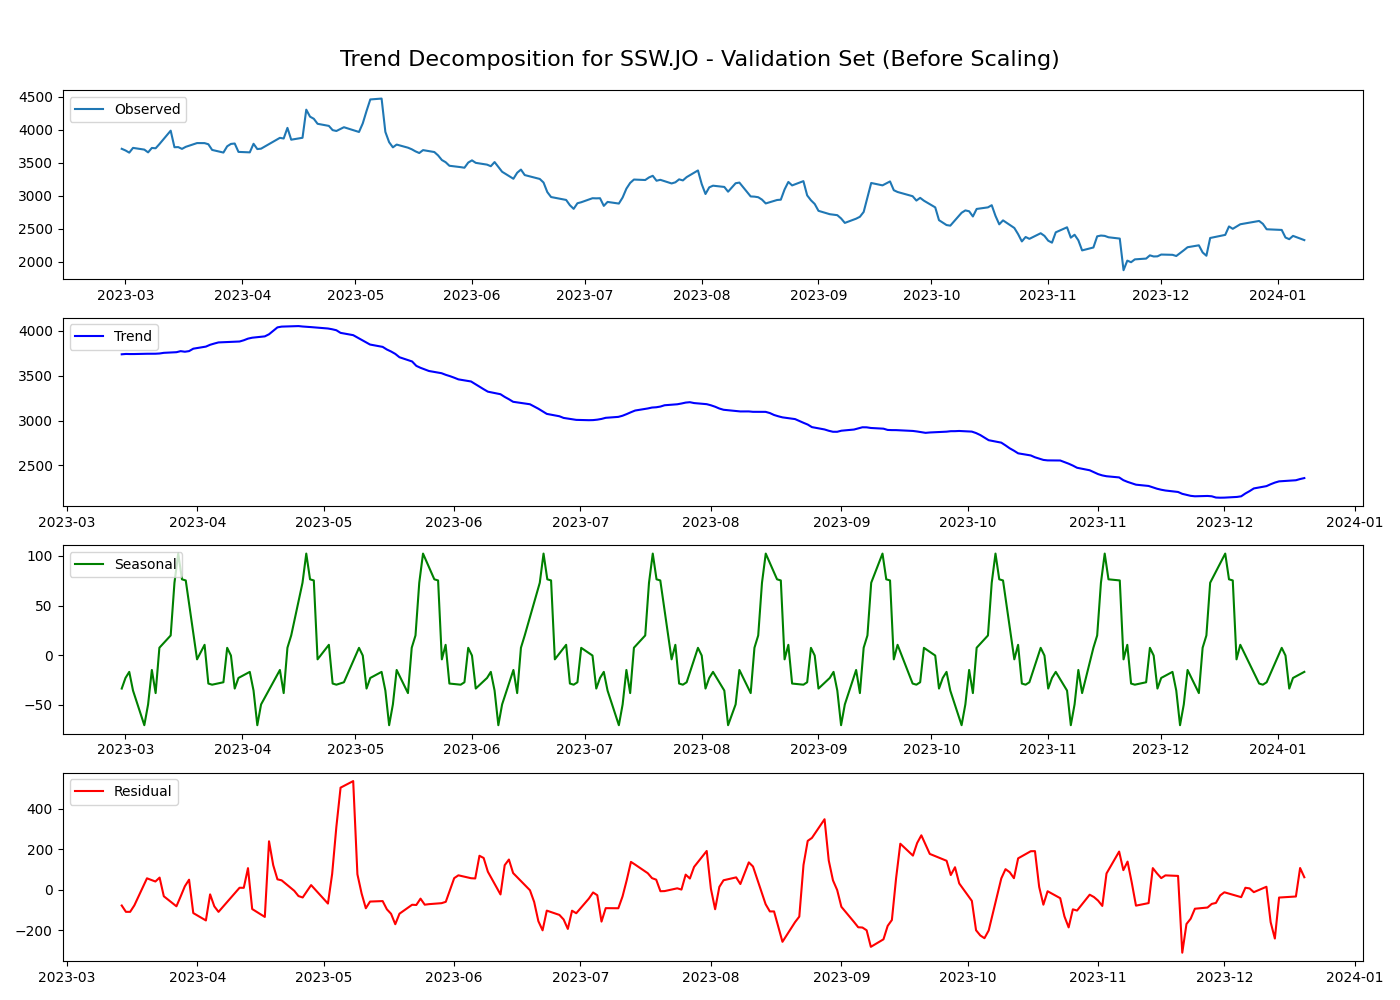 Trend Decomposition for SSW.JO - Validation Set (Before Scaling)
Observed
4500
4000
3500
3000
2500
2000
2023-03 2023-04 2023-05 2023-06 2023-07 2023-08 2023-09 2023-10 2023-11 2023-12 2024-01
Trend
4000
3500
3000
2500
2023-03 2023-04 2023-05 2023-06 2023-07 2023-08 2023-09 2023-10 2023-11 2023-12 2024-01
Seasonal
100
50
0
−50
2023-03 2023-04 2023-05 2023-06 2023-07 2023-08 2023-09 2023-10 2023-11 2023-12 2024-01
Residual
400
200
0
−200
2023-03 2023-04 2023-05 2023-06 2023-07 2023-08 2023-09 2023-10 2023-11 2023-12 2024-01